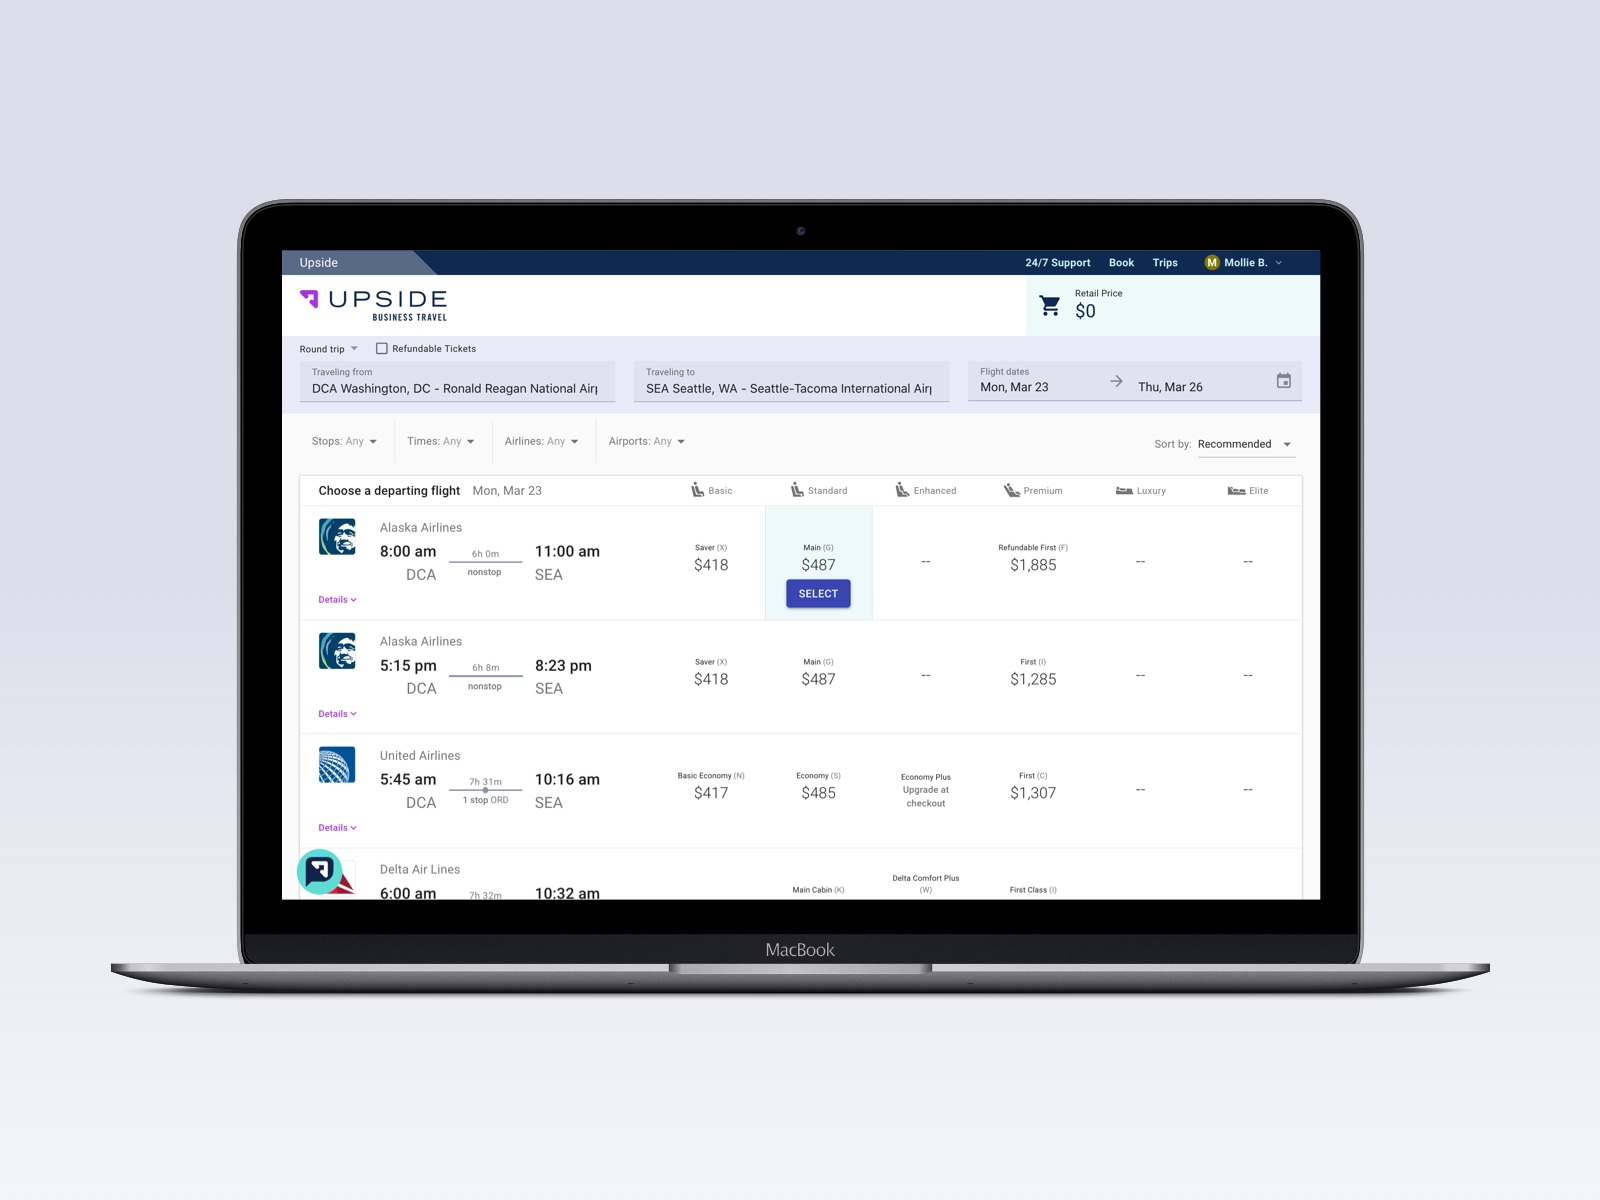 Upside
24/7 Support Book Trips M Mollie B.
UPSIDE
BUSINESS TRAVEL
Retail Price
$0
Round trip Refundable Tickets
Traveling from
DCA Washington, DC - Ronald Reagan National Air
Traveling to
SEA Seattle, WA - Seattle-Tacoma International Air
Flight dates
Mon, Mar 23 Thu, Mar 26
Stops: Any Times: Any Airlines: Any Airports: Any
Sort by: Recommended
Choose a departing flight Mon, Mar 23 Basic Standard Enhanced Premium Luxury Elite
Alaska Airlines
8:00 am 6h 0m 11:00 am
DCA nonstop SEA
Details
Saver (X)
$418
Main (G)
$487
SELECT
--
Refundable First (F)
$1,885
--
--
Alaska Airlines
5:15 pm 6h 8m 8:23 pm
DCA nonstop SEA
Details
Saver (X)
$418
Main (G)
$487
--
First (I)
$1,285
--
--
United Airlines
5:45 am 7h 31m 10:16 am
DCA 1 stop ORD SEA
Details
Basic Economy (N)
$417
Economy (S)
$485
Economy Plus
Upgrade at
checkout
First (C)
$1,307
--
--
Delta Air Lines
6:00 am 7h 32m 10:32 am
Main Cabin (K)
Delta Comfort Plus
(W)
First Class (I)
MacBook